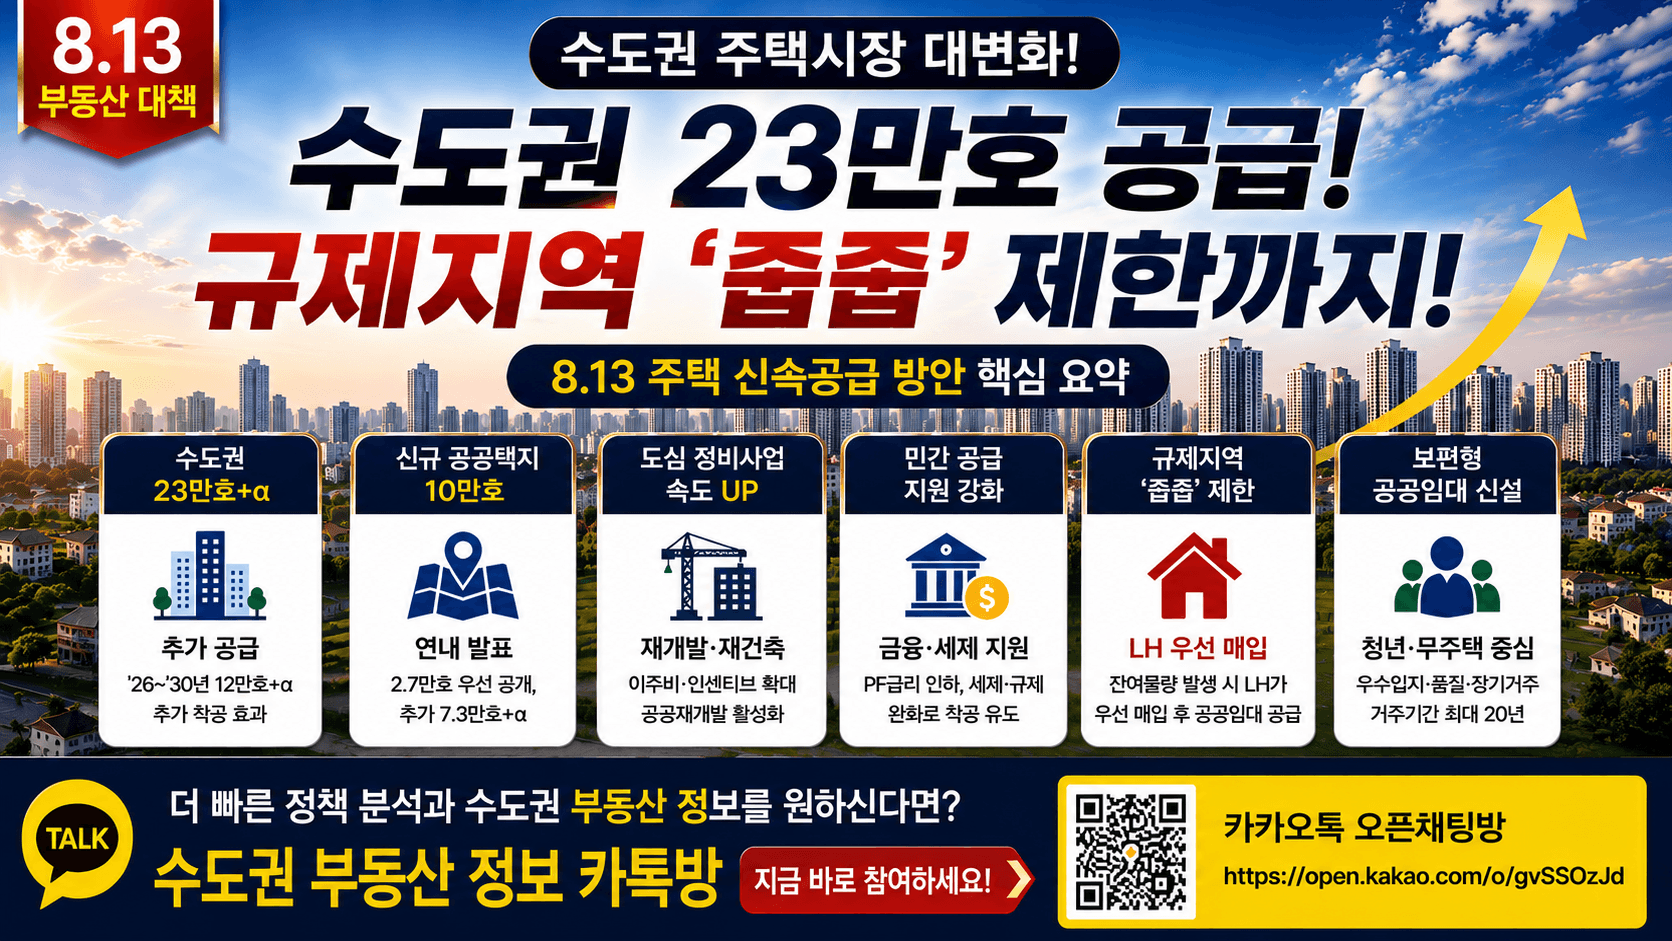 8.13
부동산 대책
수도권 주택시장 대변화!
수도권 23만호 공급!
규제지역 ‘줍줍’ 제한까지!
8.13 주택 신속공급 방안 핵심 요약
수도권
23만호+α
추가 공급
’26~’30년 12만호+α
추가 착공 효과
신규 공공택지
10만호
연내 발표
2.7만호 우선 공개,
추가 7.3만호+α
도심 정비사업
속도 UP
재개발·재건축
이주비·인센티브 확대
공공재개발 활성화
민간 공급
지원 강화
$
금융·세제 지원
PF금리 인하, 세제·규제
완화로 착공 유도
규제지역
‘줍줍’ 제한
LH 우선 매입
잔여물량 발생 시 LH가
우선 매입 후 공공임대 공급
보편형
공공임대 신설
청년·무주택 중심
우수입지·품질·장기거주
거주기간 최대 20년
TALK
더 빠른 정책 분석과 수도권 부동산 정보를 원하신다면?
수도권 부동산 정보 카톡방
지금 바로 참여하세요!
카카오톡 오픈채팅방
https://open.kakao.com/o/gvSSOzJd